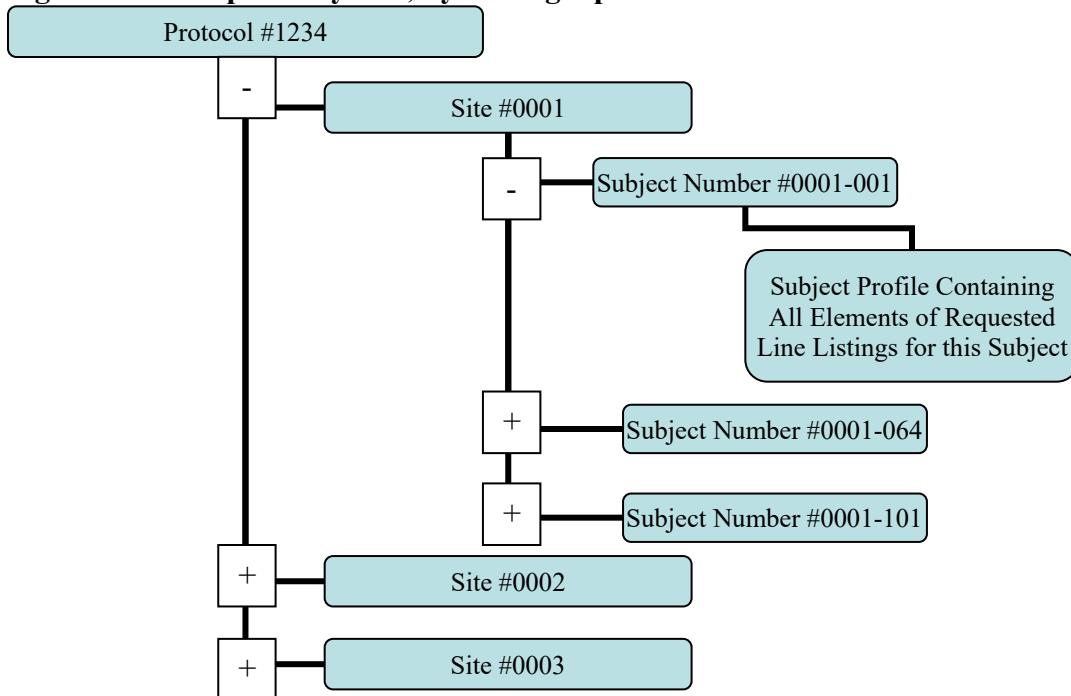 Protocol #1234
-
Site #0001
-
Subject Number #0001-001
Subject Profile Containing
All Elements of Requested
Line Listings for this Subject
+
Subject Number #0001-064
+
Subject Number #0001-101
+
Site #0002
+
Site #0003